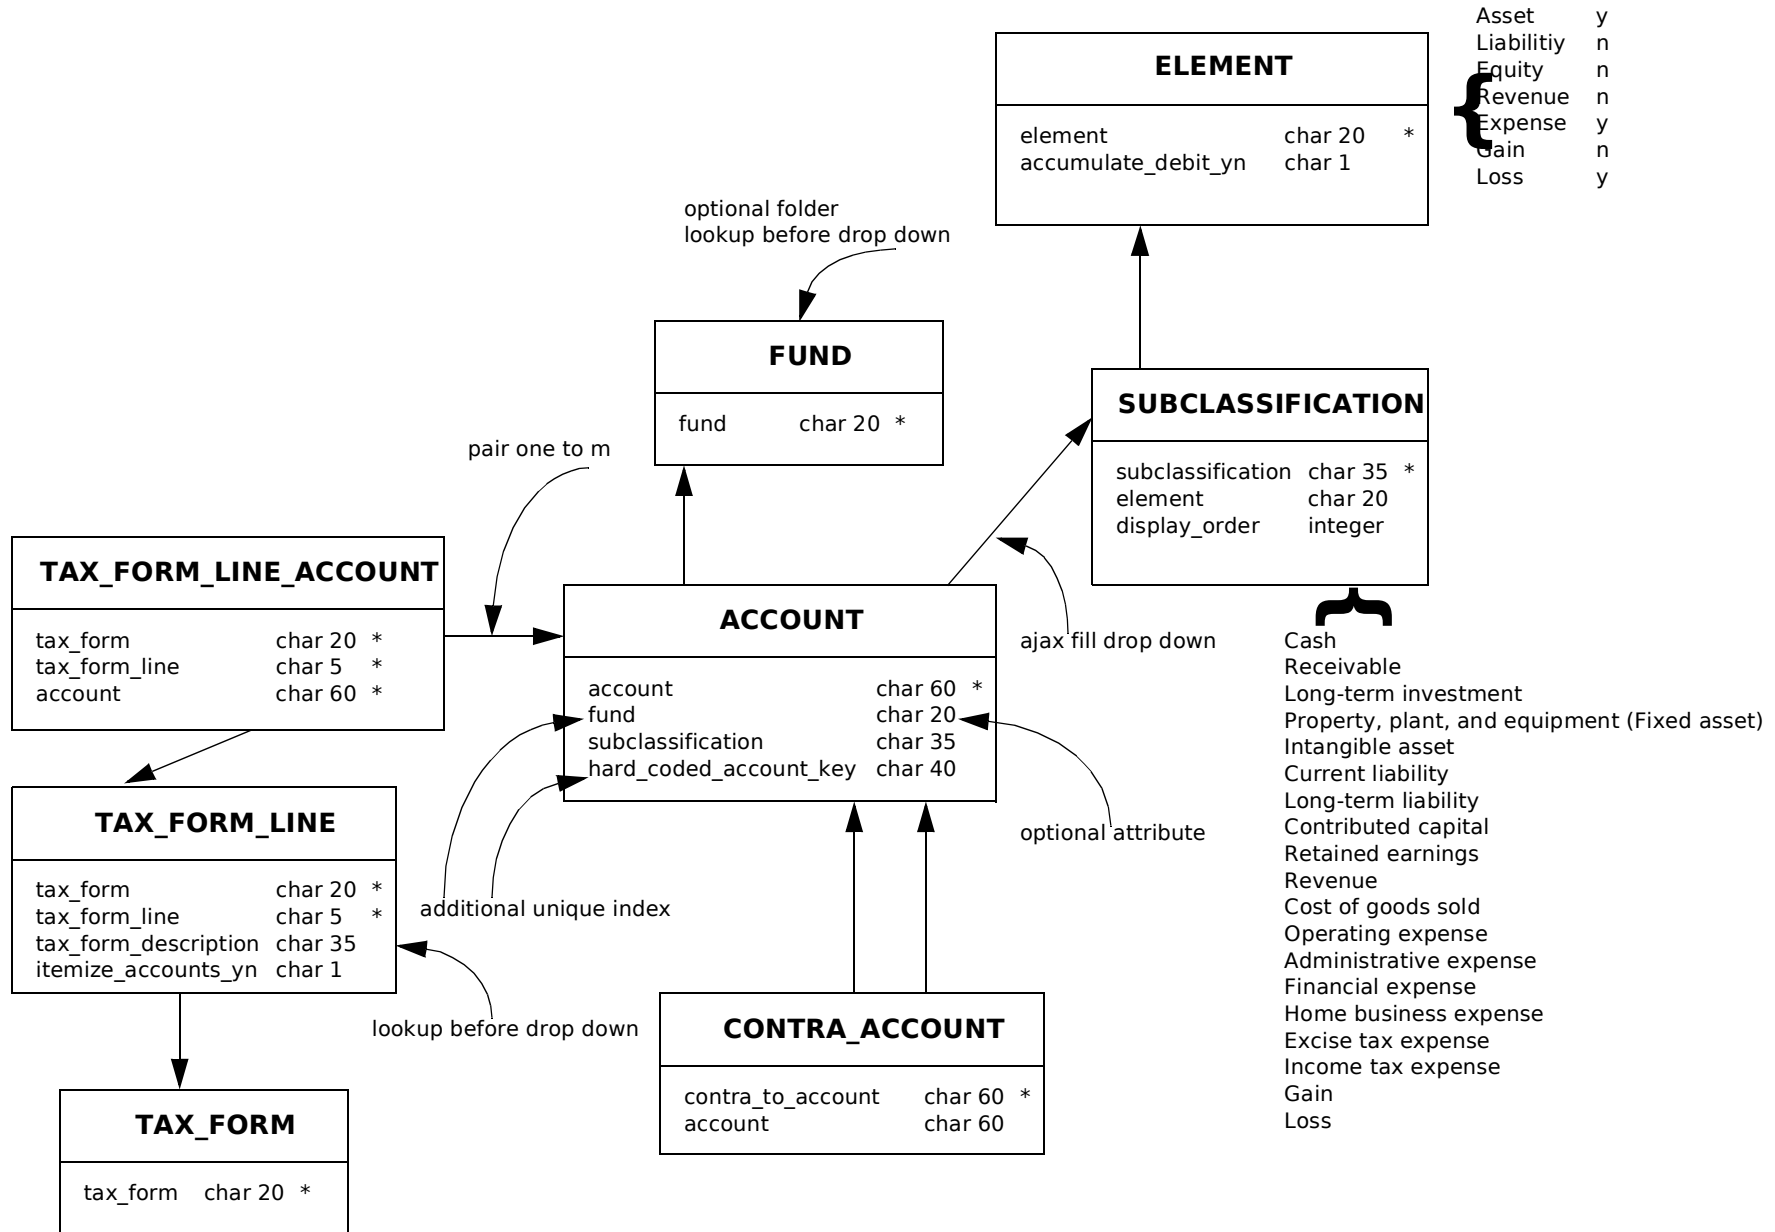 Asset y
Liabilitiy n
Equity n
Revenue n
Expense y
Gain n
Loss y
ELEMENT
element char 20 *
accumulate_debit_yn char 1
optional folder
lookup before drop down
FUND
fund char 20 *
SUBCLASSIFICATION
subclassification char 35 *
element char 20
display_order integer
pair one to m
TAX_FORM_LINE_ACCOUNT
tax_form char 20 *
tax_form_line char 5 *
account char 60 *
ACCOUNT
account char 60 *
fund char 20
subclassification char 35
hard_coded_account_key char 40
ajax fill drop down
Cash
Receivable
Long-term investment
Property, plant, and equipment (Fixed asset)
Intangible asset
Current liability
Long-term liability
Contributed capital
Retained earnings
Revenue
Cost of goods sold
Operating expense
Administrative expense
Financial expense
Home business expense
Excise tax expense
Income tax expense
Gain
Loss
optional attribute
TAX_FORM_LINE
tax_form char 20 *
tax_form_line char 5 *
tax_form_description char 35
itemize_accounts_yn char 1
additional unique index
lookup before drop down
CONTRA_ACCOUNT
contra_to_account char 60 *
account char 60
TAX_FORM
tax_form char 20 *